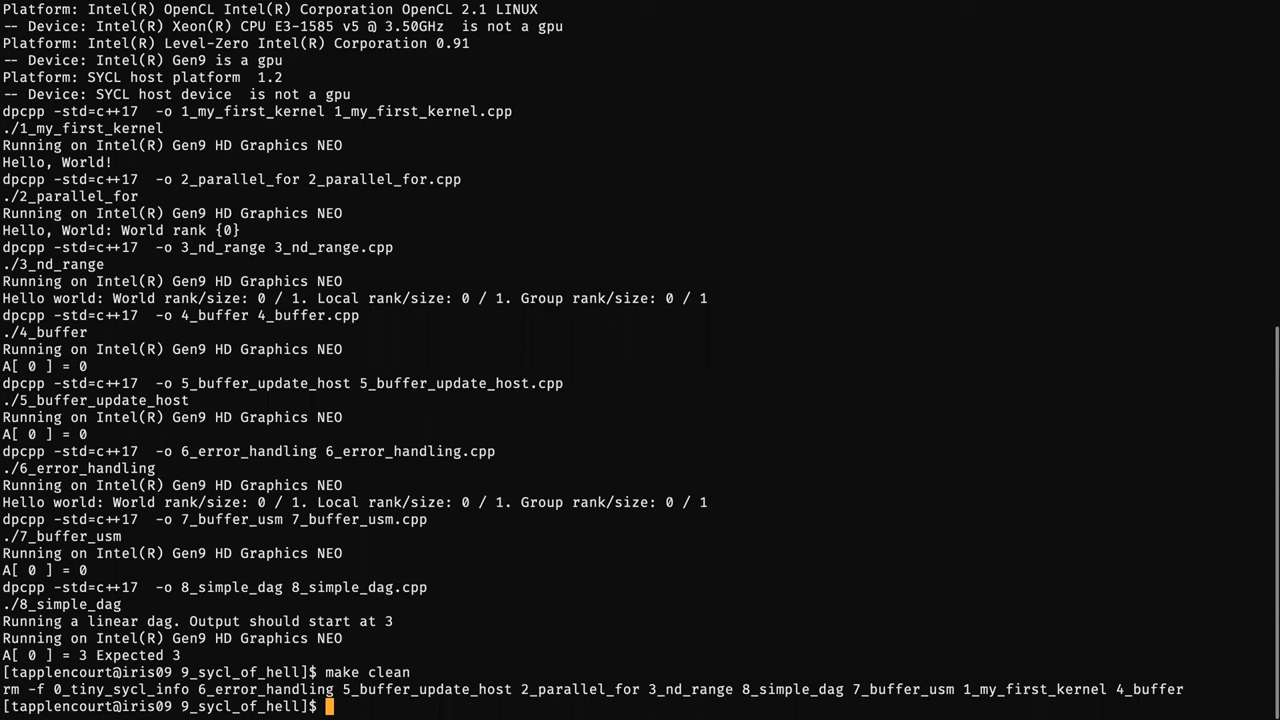 Platform: Intel(R) OpenCL Intel(R) Corporation OpenCL 2.1 LINUX
-- Device: Intel(R) Xeon(R) CPU E3-1585 v5 @ 3.50GHz  is not a gpu
Platform: Intel(R) Level-Zero Intel(R) Corporation 0.91
-- Device: Intel(R) Gen9 is a gpu
Platform: SYCL host platform  1.2
-- Device: SYCL host device  is not a gpu
dpcpp -std=c++17  -o 1_my_first_kernel 1_my_first_kernel.cpp
./1_my_first_kernel
Running on Intel(R) Gen9 HD Graphics NEO
Hello, World!
dpcpp -std=c++17  -o 2_parallel_for 2_parallel_for.cpp
./2_parallel_for
Running on Intel(R) Gen9 HD Graphics NEO
Hello, World: World rank {0}
dpcpp -std=c++17  -o 3_nd_range 3_nd_range.cpp
./3_nd_range
Running on Intel(R) Gen9 HD Graphics NEO
Hello world: World rank/size: 0 / 1. Local rank/size: 0 / 1. Group rank/size: 0 / 1
dpcpp -std=c++17  -o 4_buffer 4_buffer.cpp
./4_buffer
Running on Intel(R) Gen9 HD Graphics NEO
A[ 0 ] = 0
dpcpp -std=c++17  -o 5_buffer_update_host 5_buffer_update_host.cpp
./5_buffer_update_host
Running on Intel(R) Gen9 HD Graphics NEO
A[ 0 ] = 0
dpcpp -std=c++17  -o 6_error_handling 6_error_handling.cpp
./6_error_handling
Running on Intel(R) Gen9 HD Graphics NEO
Hello world: World rank/size: 0 / 1. Local rank/size: 0 / 1. Group rank/size: 0 / 1
dpcpp -std=c++17  -o 7_buffer_usm 7_buffer_usm.cpp
./7_buffer_usm
Running on Intel(R) Gen9 HD Graphics NEO
A[ 0 ] = 0
dpcpp -std=c++17  -o 8_simple_dag 8_simple_dag.cpp
./8_simple_dag
Running a linear dag. Output should start at 3
Running on Intel(R) Gen9 HD Graphics NEO
A[ 0 ] = 3 Expected 3
[tapplencourt@iris09 9_sycl_of_hell]$ make clean
rm -f 0_tiny_sycl_info 6_error_handling 5_buffer_update_host 2_parallel_for 3_nd_range 8_simple_dag 7_buffer_usm 1_my_first_kernel 4_buffer
[tapplencourt@iris09 9_sycl_of_hell]$